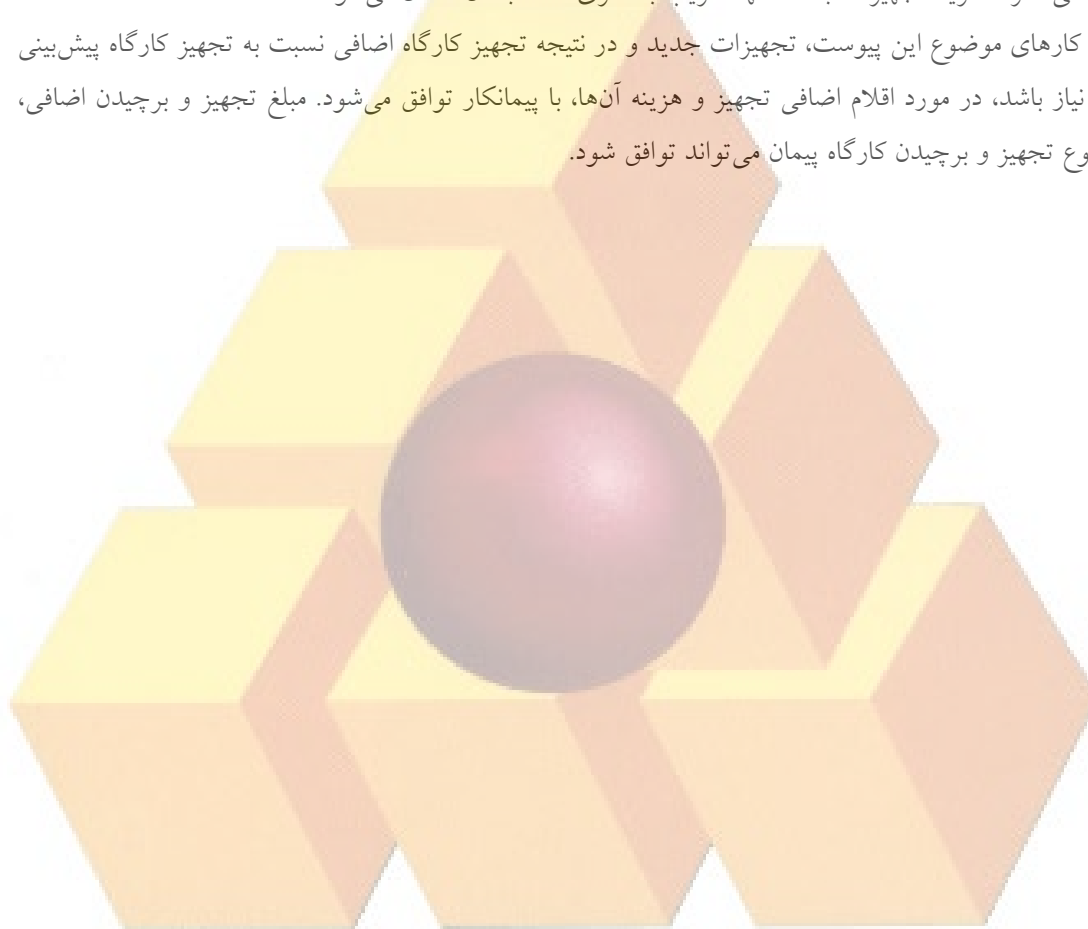 کارهای موضوع این پیوست، تجهیزات جدید و در نتیجه تجهیز کارگاه اضافی نسبت به تجهیز کارگاه پیش‌بینی
نیاز باشد، در مورد اقلام اضافی تجهیز و هزینه آن‌ها، با پیمانکار توافق می‌شود. مبلغ تجهیز و برچیدن اضافی،
تجهیز و برچیدن کارگاه پیمان می‌تواند توافق شود.